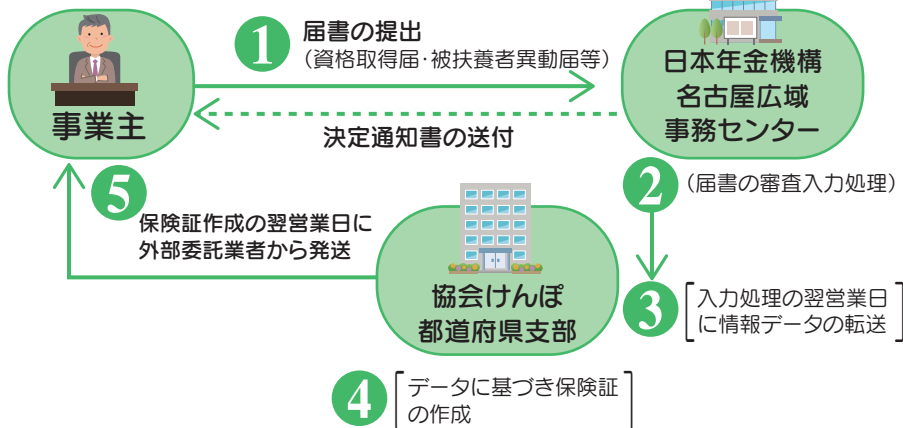 1 届書の提出
(資格取得届・被扶養者異動届等)
事業主
日本年金機構
名古屋広域
事務センター
決定通知書の送付
2 (届書の審査入力処理)
3 入力処理の翌営業日
に情報データの転送
協会けんぽ
都道府県支部
4 データに基づき保険証
の作成
5 保険証作成の翌営業日に
外部委託業者から発送